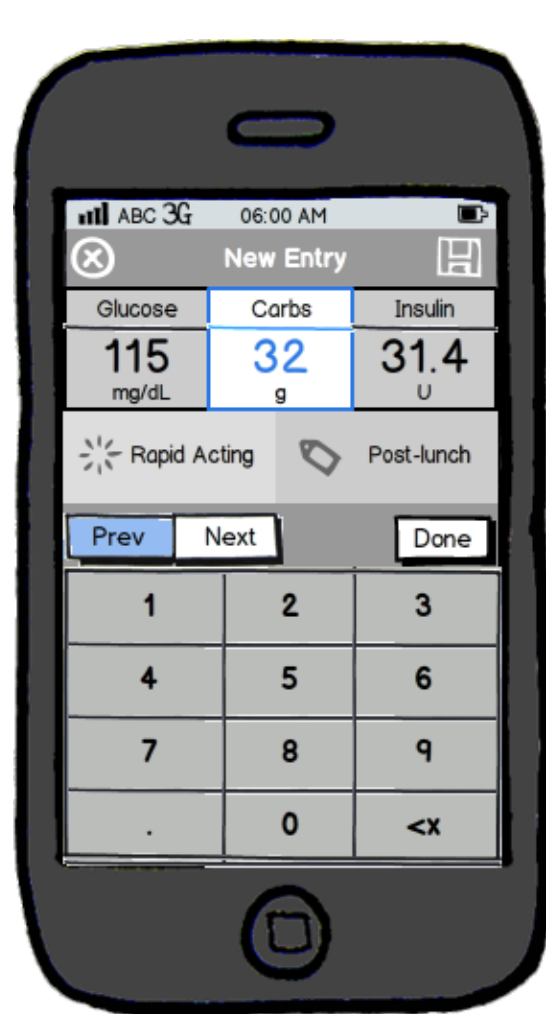 ABC 3G 06:00 AM
New Entry
Glucose Carbs Insulin
115 32 31.4
mg/dL g U
Rapid Acting Post-lunch
Prev Next Done
1 2 3
4 5 6
7 8 9
. 0 <x